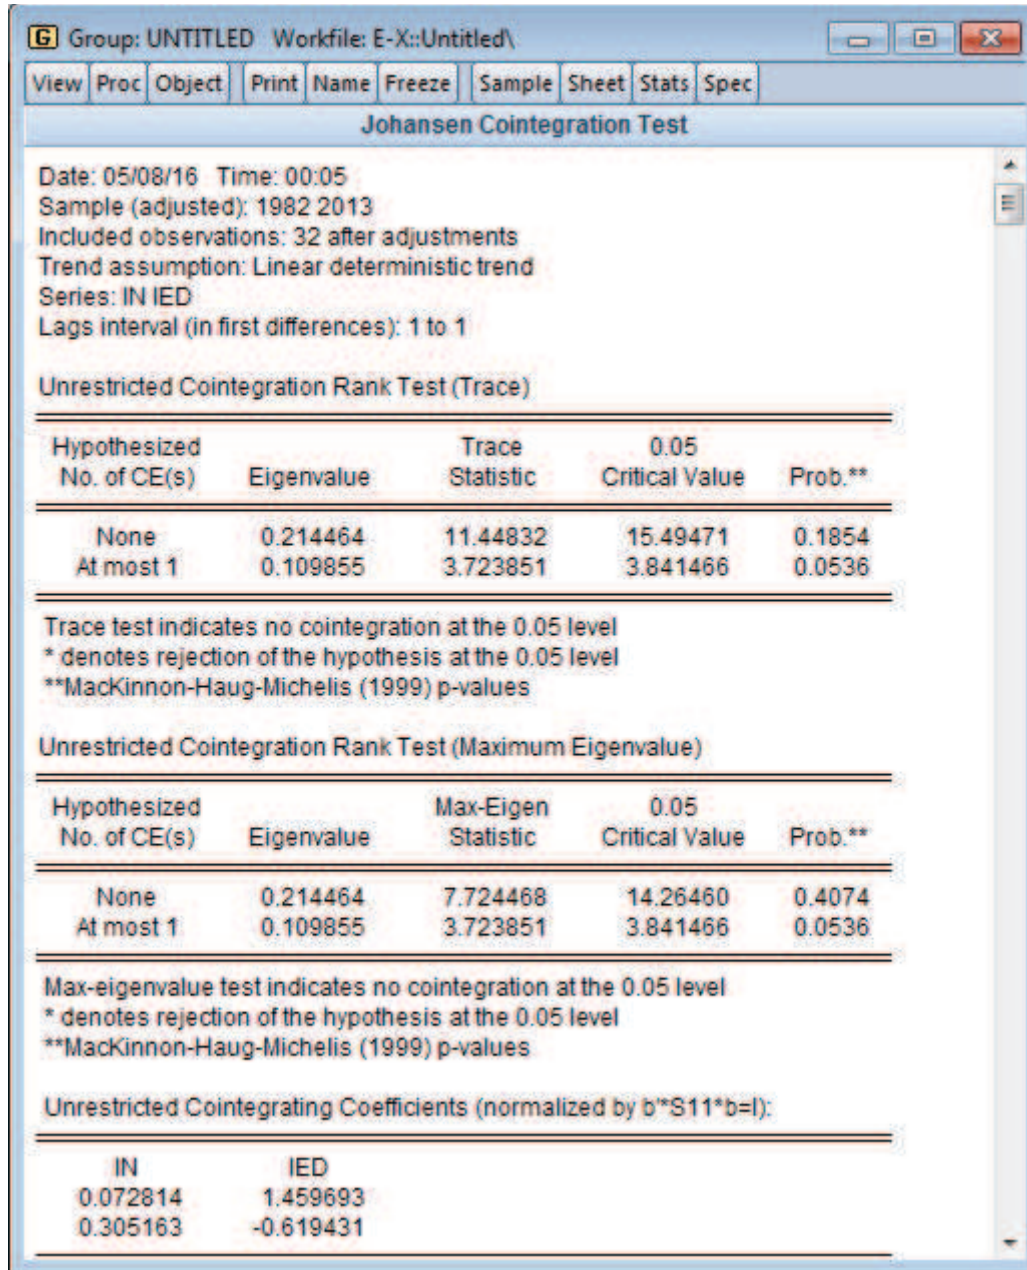 G Group: UNTITLED Workfile: E-X::Untitled\
View Proc Object Print Name Freeze Sample Sheet Stats Spec
Johansen Cointegration Test
Date: 05/08/16 Time: 00:05
Sample (adjusted): 1982 2013
Included observations: 32 after adjustments
Trend assumption: Linear deterministic trend
Series: IN IED
Lags interval (in first differences): 1 to 1
Unrestricted Cointegration Rank Test (Trace)
Hypothesized Trace 0.05
No. of CE(s) Eigenvalue Statistic Critical Value Prob.**
None 0.214464 11.44832 15.49471 0.1854
At most 1 0.109855 3.723851 3.841466 0.0536
Trace test indicates no cointegration at the 0.05 level
* denotes rejection of the hypothesis at the 0.05 level
**MacKinnon-Haug-Michelis (1999) p-values
Unrestricted Cointegration Rank Test (Maximum Eigenvalue)
Hypothesized Max-Eigen 0.05
No. of CE(s) Eigenvalue Statistic Critical Value Prob.**
None 0.214464 7.724468 14.26460 0.4074
At most 1 0.109855 3.723851 3.841466 0.0536
Max-eigenvalue test indicates no cointegration at the 0.05 level
* denotes rejection of the hypothesis at the 0.05 level
**MacKinnon-Haug-Michelis (1999) p-values
Unrestricted Cointegrating Coefficients (normalized by b'*S11*b=I):
IN IED
0.072814 1.459693
0.305163 -0.619431